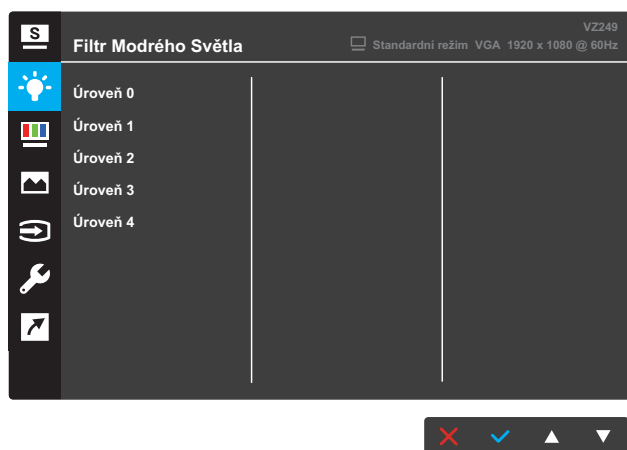 S
VZ249
Filtr Modrého Světla
Standardni režim VGA 1920 x 1080 @ 60Hz
Úroveň 0
Úroveň 1
Úroveň 2
Úroveň 3
Úroveň 4